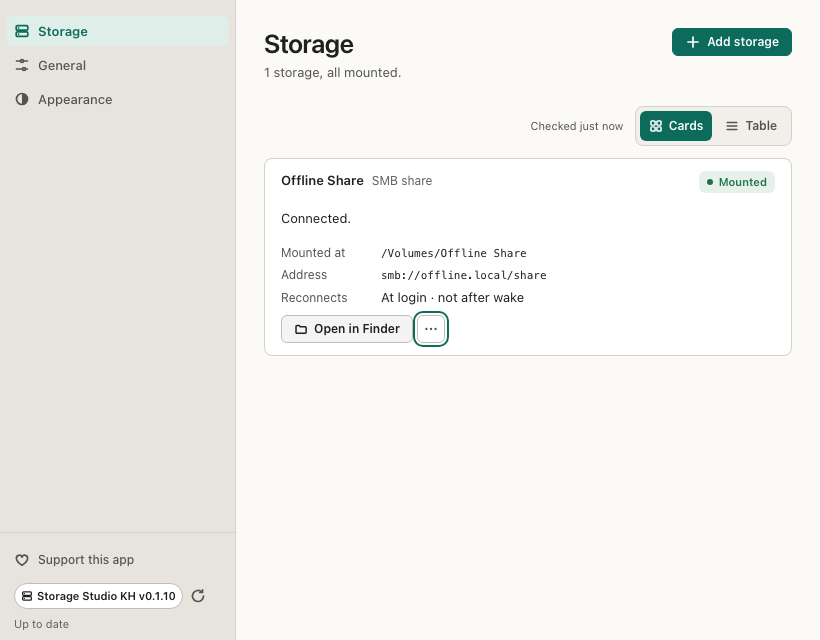 Storage
General
Appearance
Support this app
Storage Studio KH v0.1.10
Up to date
Storage
Add storage
1 storage, all mounted.
Checked just now
Cards
Table
Offline Share SMB share
Mounted
Connected.
Mounted at /Volumes/Offline Share
Address smb://offline.local/share
Reconnects At login · not after wake
Open in Finder